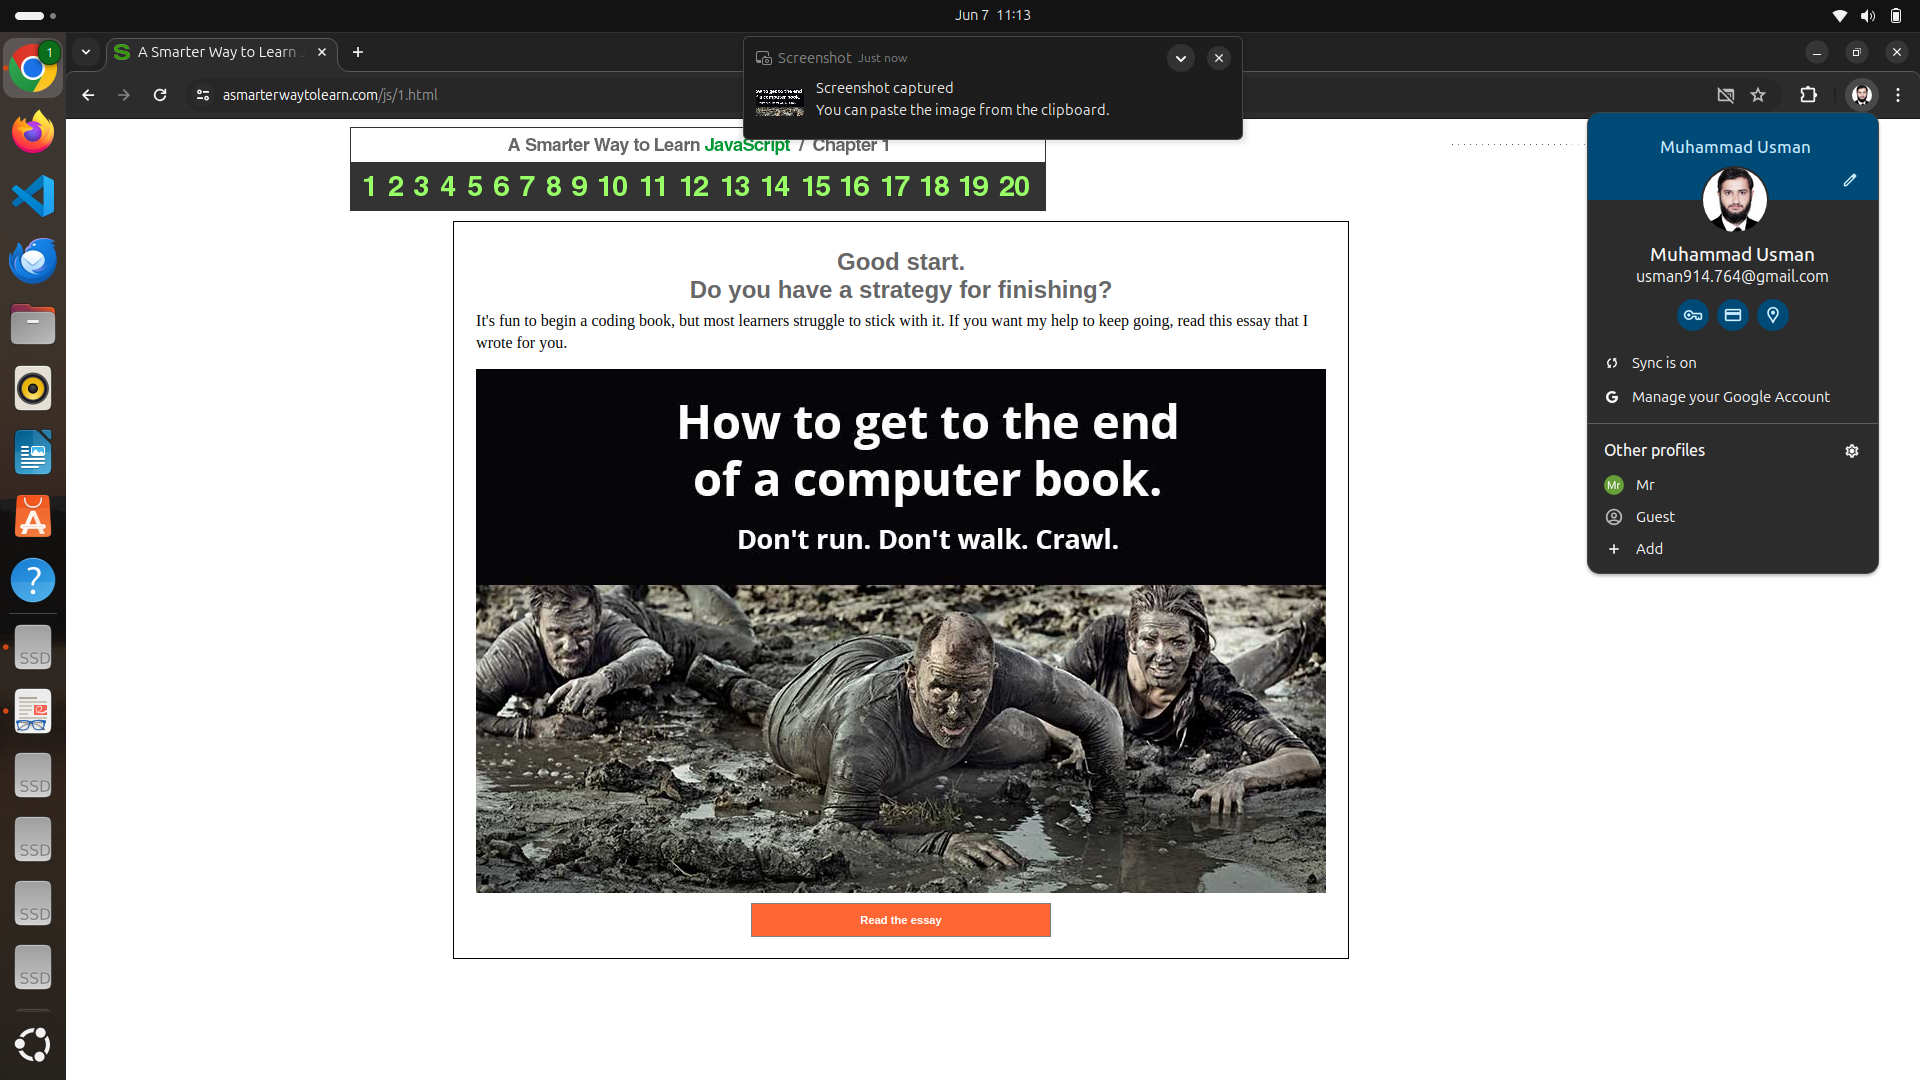 Jun 7 11:13
1
A Smarter Way to Learn
asmarterwaytolearn.com/js/1.html
Screenshot Just now
Screenshot captured
You can paste the image from the clipboard.
A Smarter Way to Learn JavaScript / Chapter 1
1 2 3 4 5 6 7 8 9 10 11 12 13 14 15 16 17 18 19 20
Good start.
Do you have a strategy for finishing?
It's fun to begin a coding book, but most learners struggle to stick with it. If you want my help to keep going, read this essay that I
wrote for you.
How to get to the end
of a computer book.
Don't run. Don't walk. Crawl.
Read the essay
Muhammad Usman
Muhammad Usman
usman914.764@gmail.com
Sync is on
G Manage your Google Account
Other profiles
Mr Mr
Guest
Add
SSD
SSD
SSD
SSD
SSD